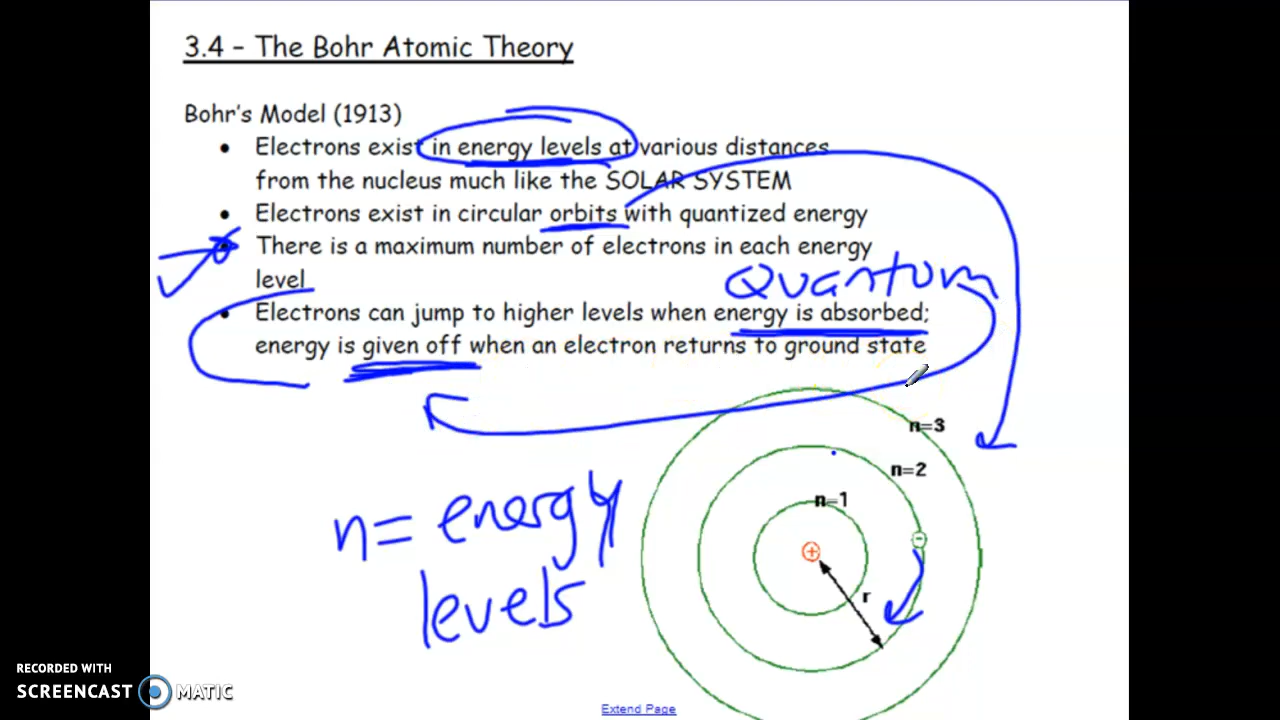 3.4 – The Bohr Atomic Theory
Bohr's Model (1913)
• Electrons exist in energy levels at various distances
from the nucleus much like the SOLAR SYSTEM
• Electrons exist in circular orbits with quantized energy
• There is a maximum number of electrons in each energy
level
Quantum
• Electrons can jump to higher levels when energy is absorbed;
energy is given off when an electron returns to ground state
n=3
n=2
n=1
n= energy
levels
+
-
r
RECORDED WITH
SCREENCAST MATIC
Extend Page